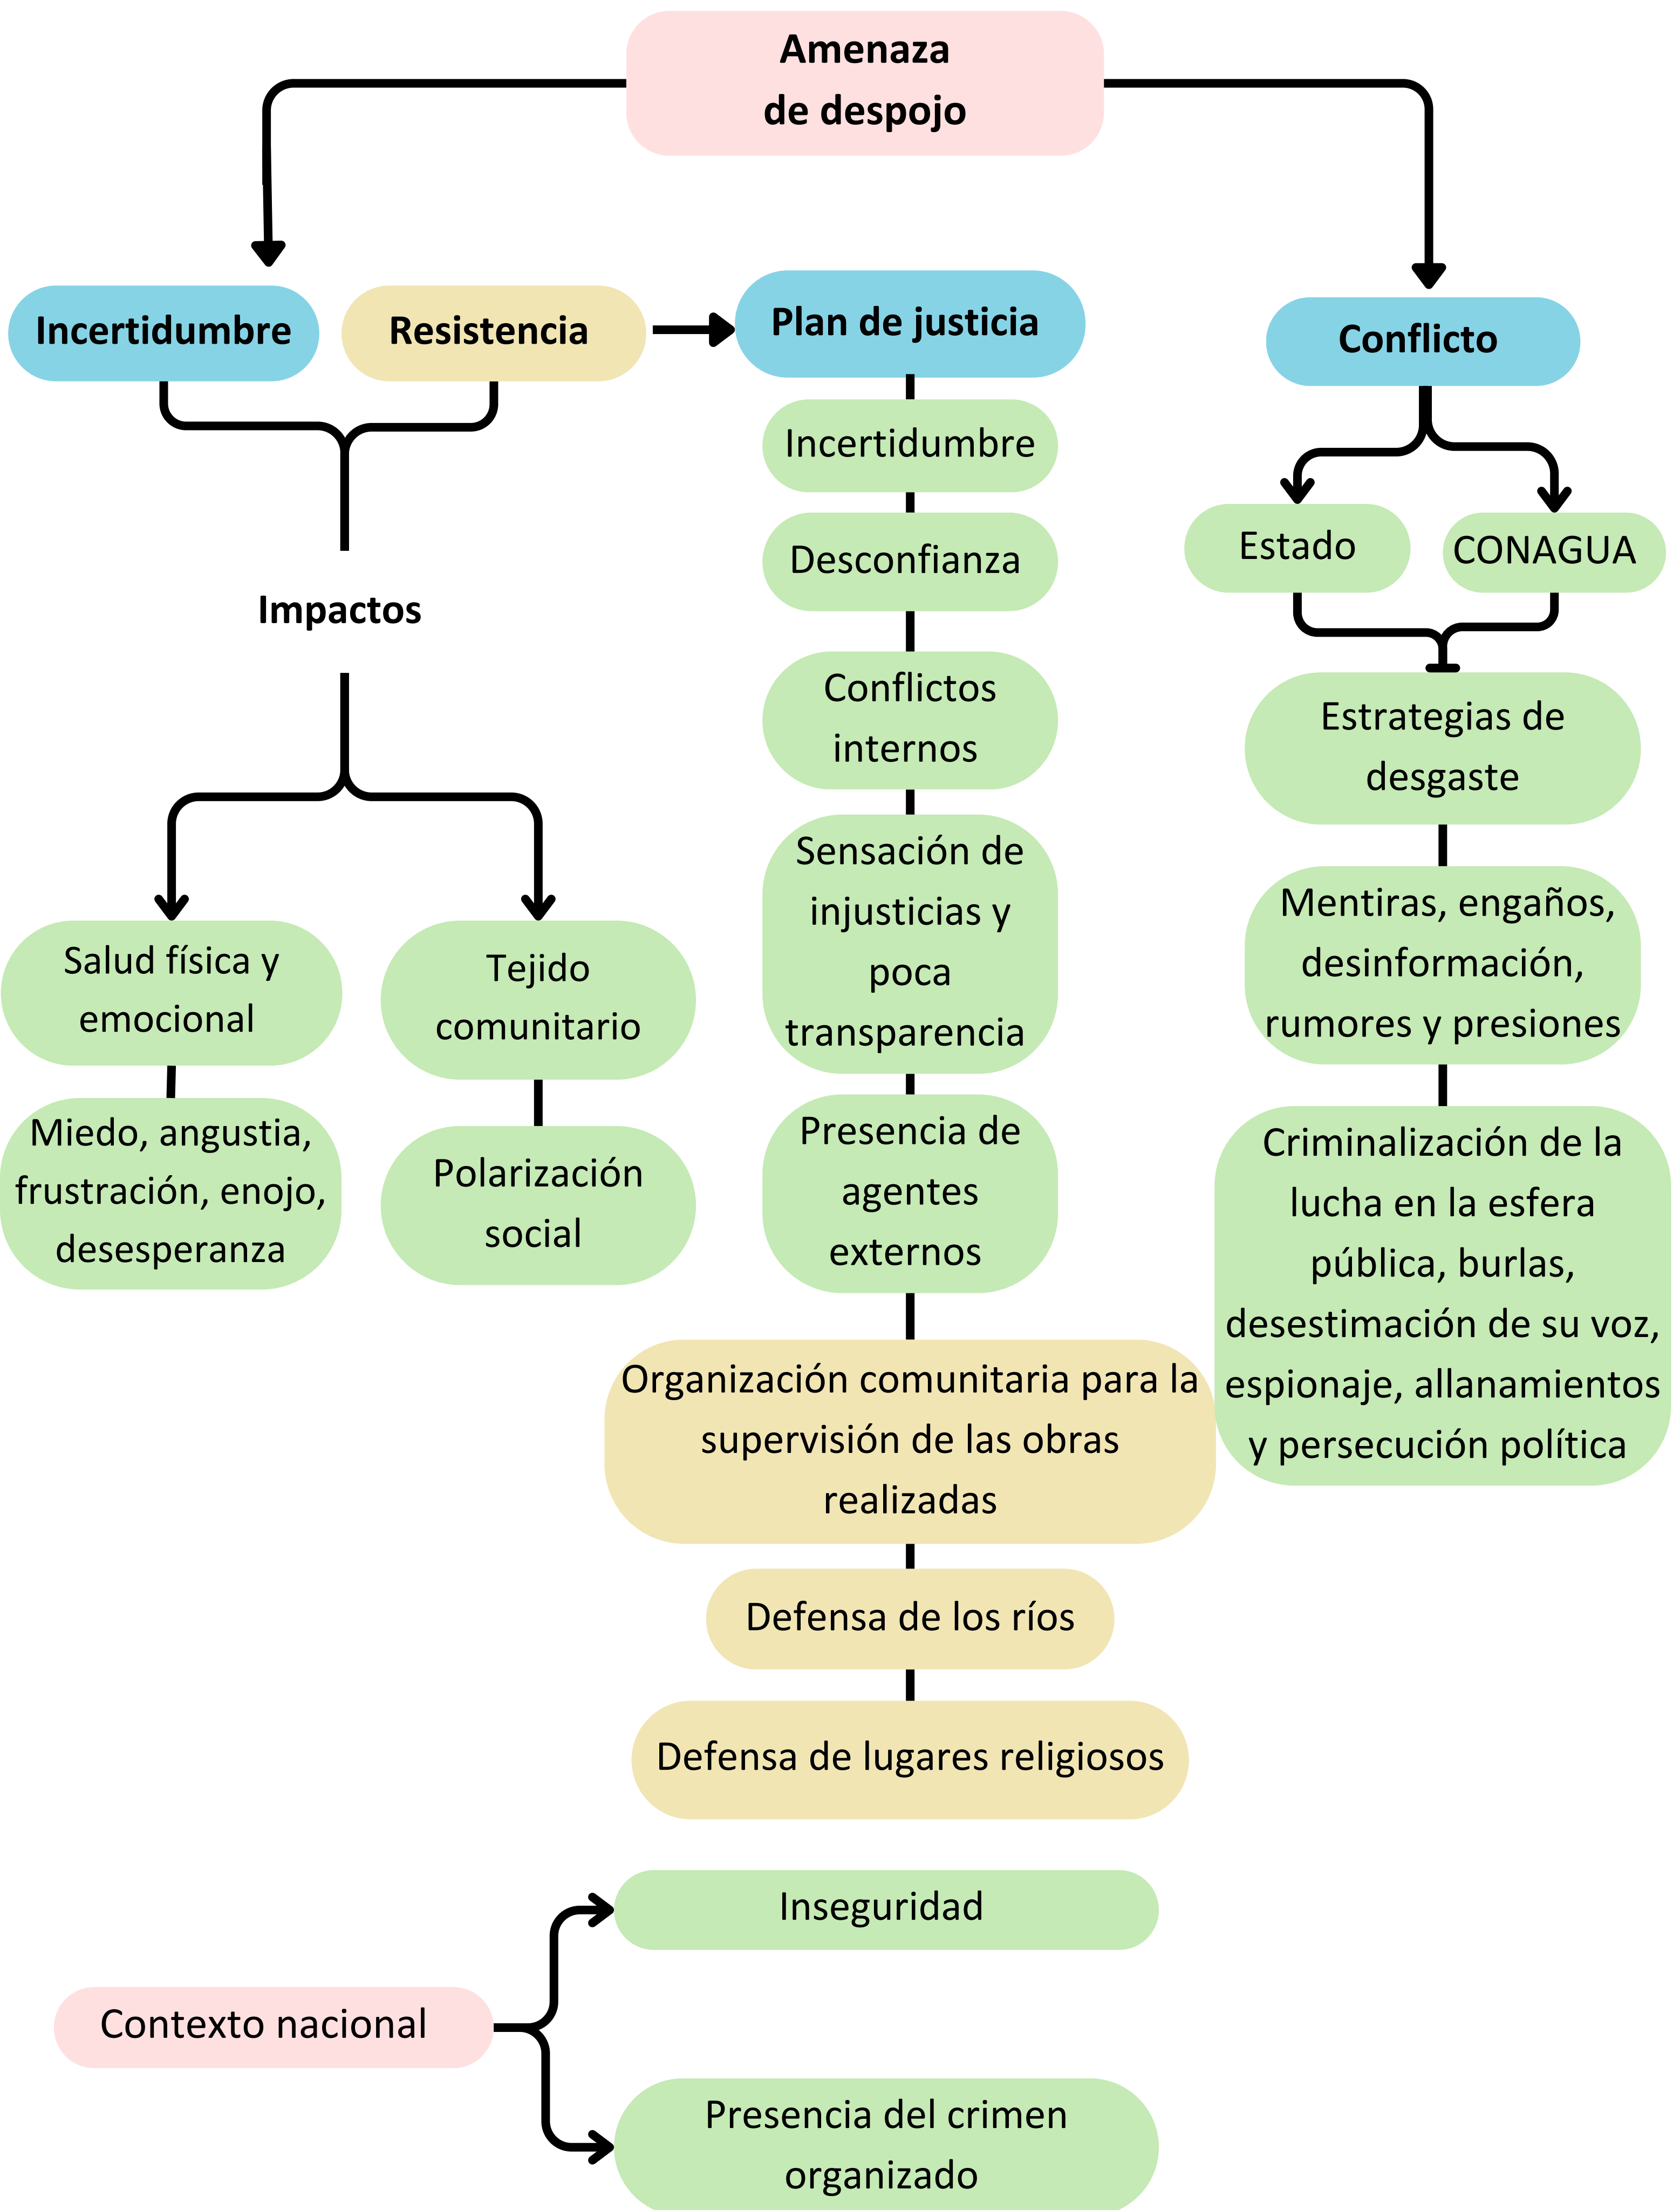 Amenaza
de despojo
Incertidumbre
Resistencia
Plan de justicia
Conflicto
Incertidumbre
Desconfianza
Conflictos
internos
Sensación de
injusticias y
poca
transparencia
Presencia de
agentes
externos
Organización comunitaria para la
supervisión de las obras
realizadas
Defensa de los ríos
Defensa de lugares religiosos
Estado
CONAGUA
Estrategias de
desgaste
Mentiras, engaños,
desinformación,
rumores y presiones
Criminalización de la
lucha en la esfera
pública, burlas,
desestimación de su voz,
espionaje, allanamientos
y persecución política
Impactos
Salud física y
emocional
Miedo, angustia,
frustración, enojo,
desesperanza
Tejido
comunitario
Polarización
social
Contexto nacional
Inseguridad
Presencia del crimen
organizado